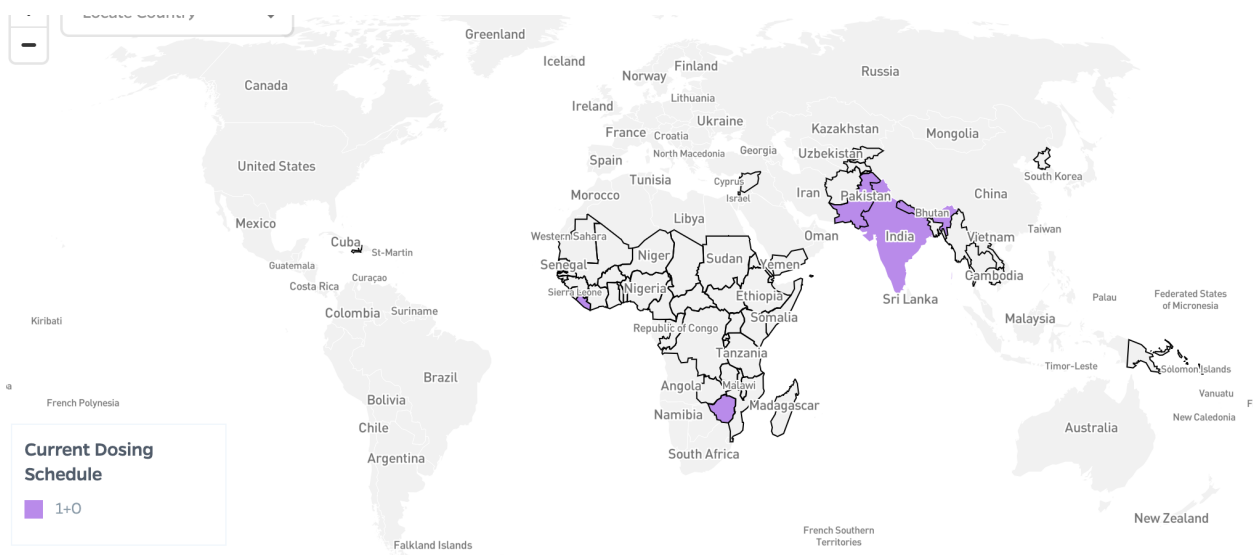 Locate Country
Greenland
Iceland
Finland
Norway
Russia
Canada
Lithuania
Ireland
Ukraine
Kazakhstan
France
Croatia
Mongolia
Georgia
North Macedonia
Uzbekistan
Spain
United States
South Korea
Tunisia
Cyprus
Morocco
Iran
Pakistan
China
Israel
Bhutan
Mexico
Libya
Taiwan
Western Sahara
Oman
India
Vietnam
Cuba
St-Martin
Niger
Sudan
Senegal
Yemen
Guatemala
Cambodia
Curaçao
Costa Rica
Sierra Leone
Nigeria
Ethiopia
Sri Lanka
Palau
Federated States
of Micronesia
Colombia
Suriname
Somalia
Malaysia
Kiribati
Republic of Congo
Tanzania
Timor-Leste
Solomon Islands
Brazil
Angola
Malawi
Vanuatu
French Polynesia
Bolivia
Madagascar
Namibia
New Caledonia
F
Chile
Australia
South Africa
Argentina
Current Dosing
Schedule
1+0
New Zealand
French Southern
Territories
Falkland Islands